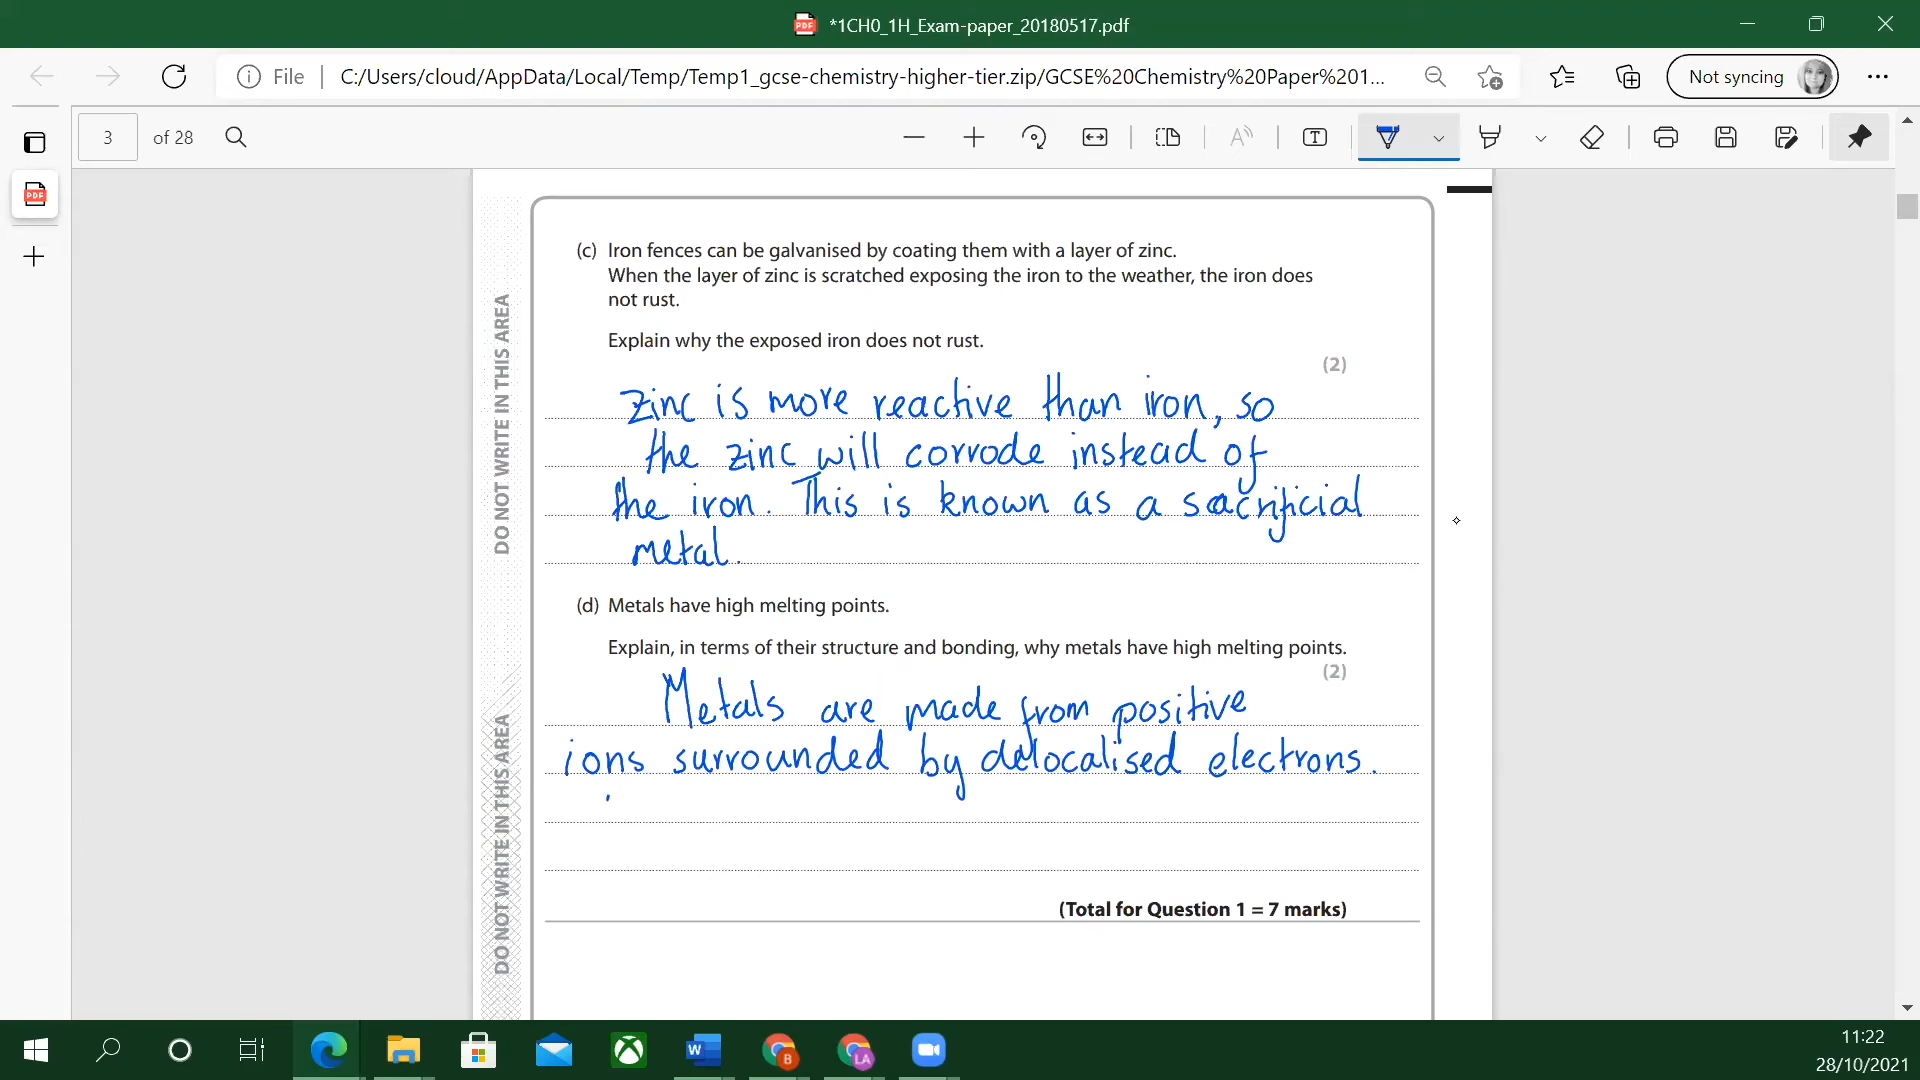 *1CH0_1H_Exam-paper_20180517.pdf
File
C:/Users/cloud/AppData/Local/Temp/Temp1_gcse-chemistry-higher-tier.zip/GCSE%20Chemistry%20Paper%201...
Not syncing
3 of 28
DO NOT WRITE IN THIS AREA
DO NOT WRITE IN THIS AREA
(c) Iron fences can be galvanised by coating them with a layer of zinc.
When the layer of zinc is scratched exposing the iron to the weather, the iron does
not rust.
Explain why the exposed iron does not rust.
(2)
Zinc is more reactive than iron, so
the zinc will corrode instead of
the iron. This is known as a sacrificial
metal.
(d) Metals have high melting points.
Explain, in terms of their structure and bonding, why metals have high melting points.
(2)
Metals are made from positive
ions surrounded by delocalised electrons.
(Total for Question 1 = 7 marks)
11:22
28/10/2021